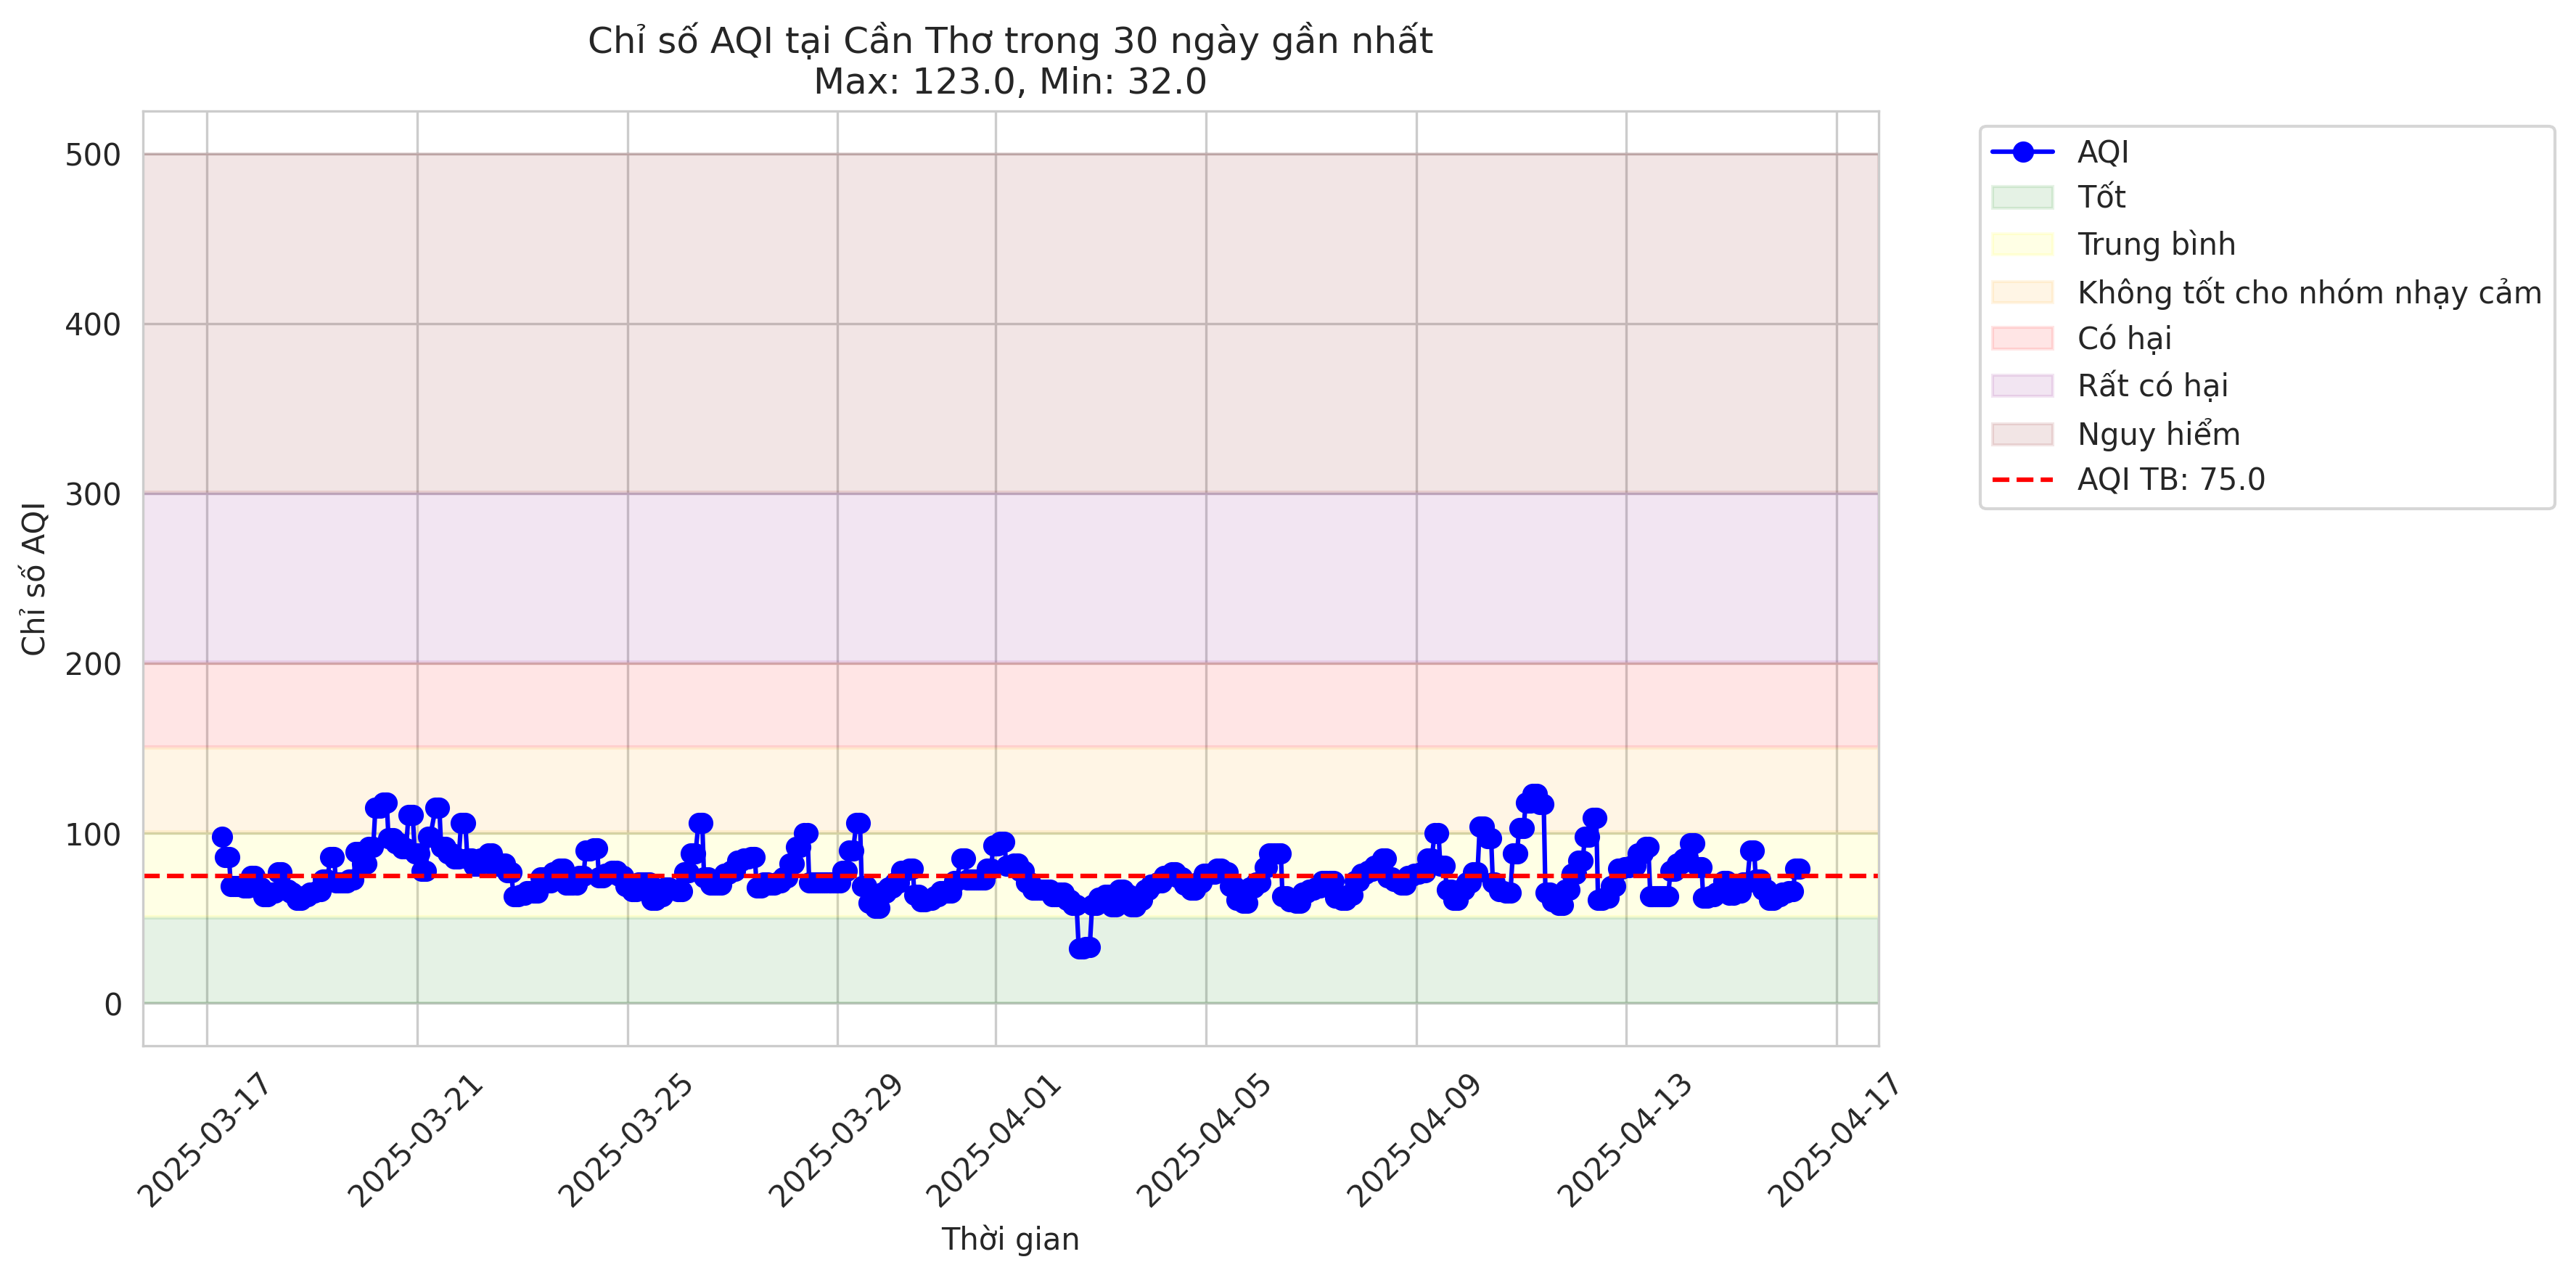 Chỉ số AQI tại Cần Thơ trong 30 ngày gần nhất
Max: 123.0, Min: 32.0
Chỉ số AQI
500
400
300
200
100
0
2025-03-17
2025-03-21
2025-03-25
2025-03-29
2025-04-01
2025-04-05
2025-04-09
2025-04-13
2025-04-17
Thời gian
AQI
Tốt
Trung bình
Không tốt cho nhóm nhạy cảm
Có hại
Rất có hại
Nguy hiểm
AQI TB: 75.0